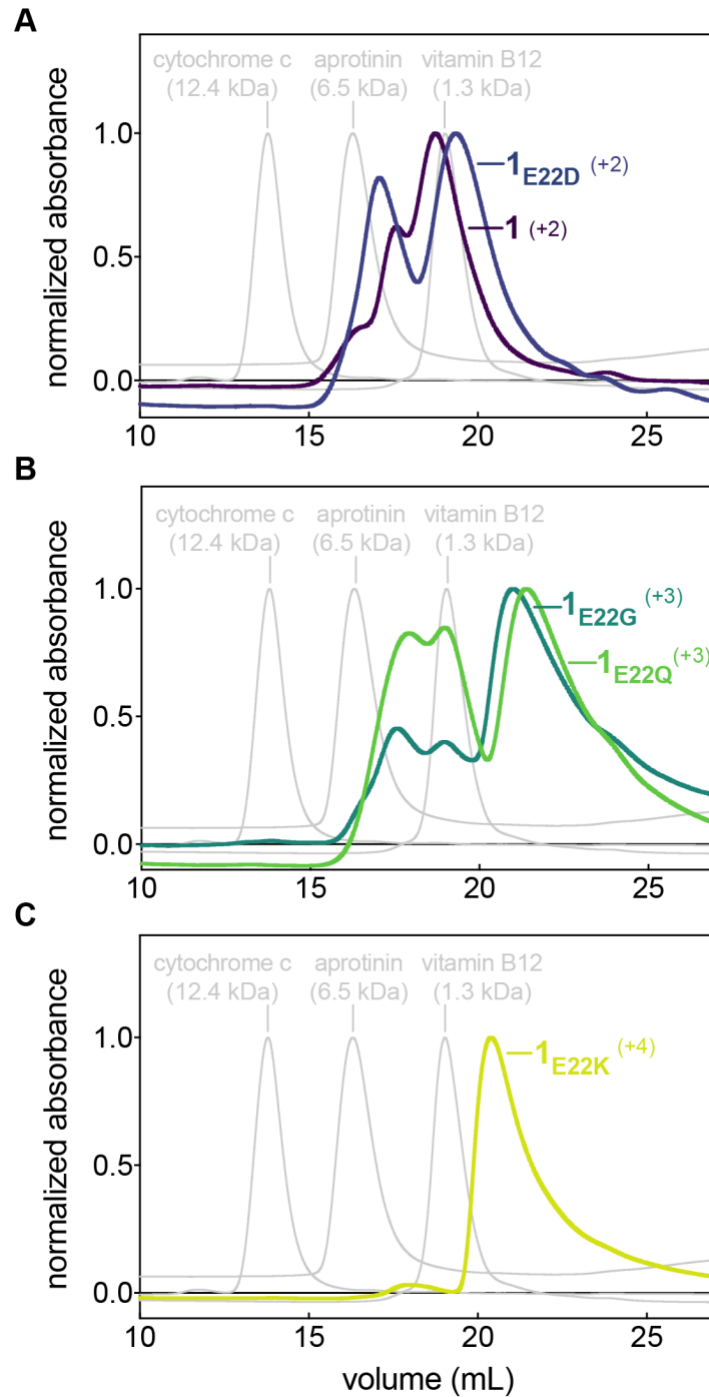 A
cytochrome c aprotinin vitamin B12
(12.4 kDa) (6.5 kDa) (1.3 kDa)
1.0
1E22D (+2)
1 (+2)
0.5
0.0
normalized absorbance
10 15 20 25
B
cytochrome c aprotinin vitamin B12
(12.4 kDa) (6.5 kDa) (1.3 kDa)
1.0
1E22G (+3)
1E22Q (+3)
0.5
0.0
normalized absorbance
10 15 20 25
C
cytochrome c aprotinin vitamin B12
(12.4 kDa) (6.5 kDa) (1.3 kDa)
1.0
1E22K (+4)
0.5
0.0
normalized absorbance
10 15 20 25
volume (mL)